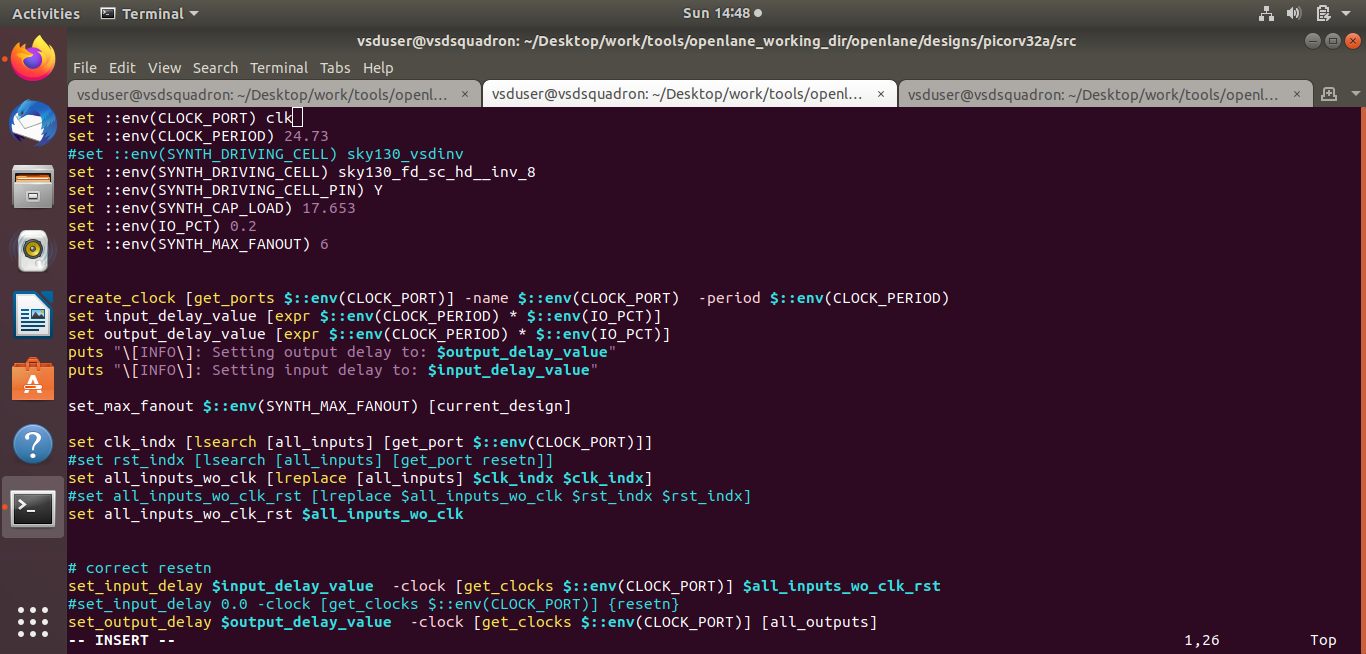 Activities Terminal Sun 14:48
vsduser@vsdsquadron: ~/Desktop/work/tools/openlane_working_dir/openlane/designs/picorv32a/src
File Edit View Search Terminal Tabs Help
vsduser@vsdsquadron: ~/Desktop/work/tools/openl... × vsduser@vsdsquadron: ~/Desktop/work/tools/openl... × vsduser@vsdsquadron: ~/Desktop/work/tools/openl... ×
set ::env(CLOCK_PORT) clk
set ::env(CLOCK_PERIOD) 24.73
#set ::env(SYNTH_DRIVING_CELL) sky130_vsdinv
set ::env(SYNTH_DRIVING_CELL) sky130_fd_sc_hd__inv_8
set ::env(SYNTH_DRIVING_CELL_PIN) Y
set ::env(SYNTH_CAP_LOAD) 17.653
set ::env(IO_PCT) 0.2
set ::env(SYNTH_MAX_FANOUT) 6
create_clock [get_ports $::env(CLOCK_PORT)] -name $::env(CLOCK_PORT)  -period $::env(CLOCK_PERIOD)
set input_delay_value [expr $::env(CLOCK_PERIOD) * $::env(IO_PCT)]
set output_delay_value [expr $::env(CLOCK_PERIOD) * $::env(IO_PCT)]
puts "\[INFO\]: Setting output delay to: $output_delay_value"
puts "\[INFO\]: Setting input delay to: $input_delay_value"
set_max_fanout $::env(SYNTH_MAX_FANOUT) [current_design]
set clk_indx [lsearch [all_inputs] [get_port $::env(CLOCK_PORT)]]
#set rst_indx [lsearch [all_inputs] [get_port resetn]]
set all_inputs_wo_clk [lreplace [all_inputs] $clk_indx $clk_indx]
#set all_inputs_wo_clk_rst [lreplace $all_inputs_wo_clk $rst_indx $rst_indx]
set all_inputs_wo_clk_rst $all_inputs_wo_clk
# correct resetn
set_input_delay $input_delay_value  -clock [get_clocks $::env(CLOCK_PORT)] $all_inputs_wo_clk_rst
#set_input_delay 0.0 -clock [get_clocks $::env(CLOCK_PORT)] {resetn}
set_output_delay $output_delay_value  -clock [get_clocks $::env(CLOCK_PORT)] [all_outputs]
-- INSERT -- 1,26 Top